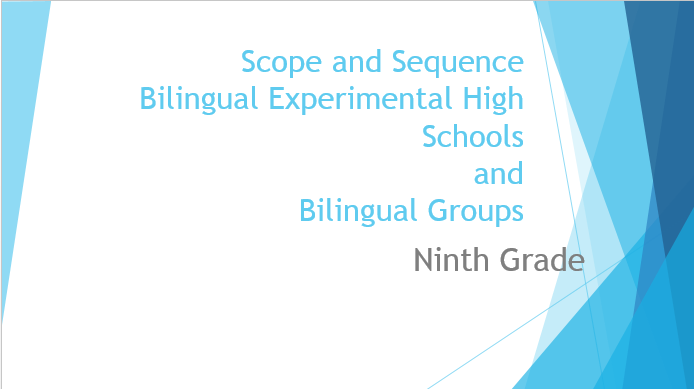 Scope and Sequence
Bilingual Experimental High
Schools
and
Bilingual Groups
Ninth Grade